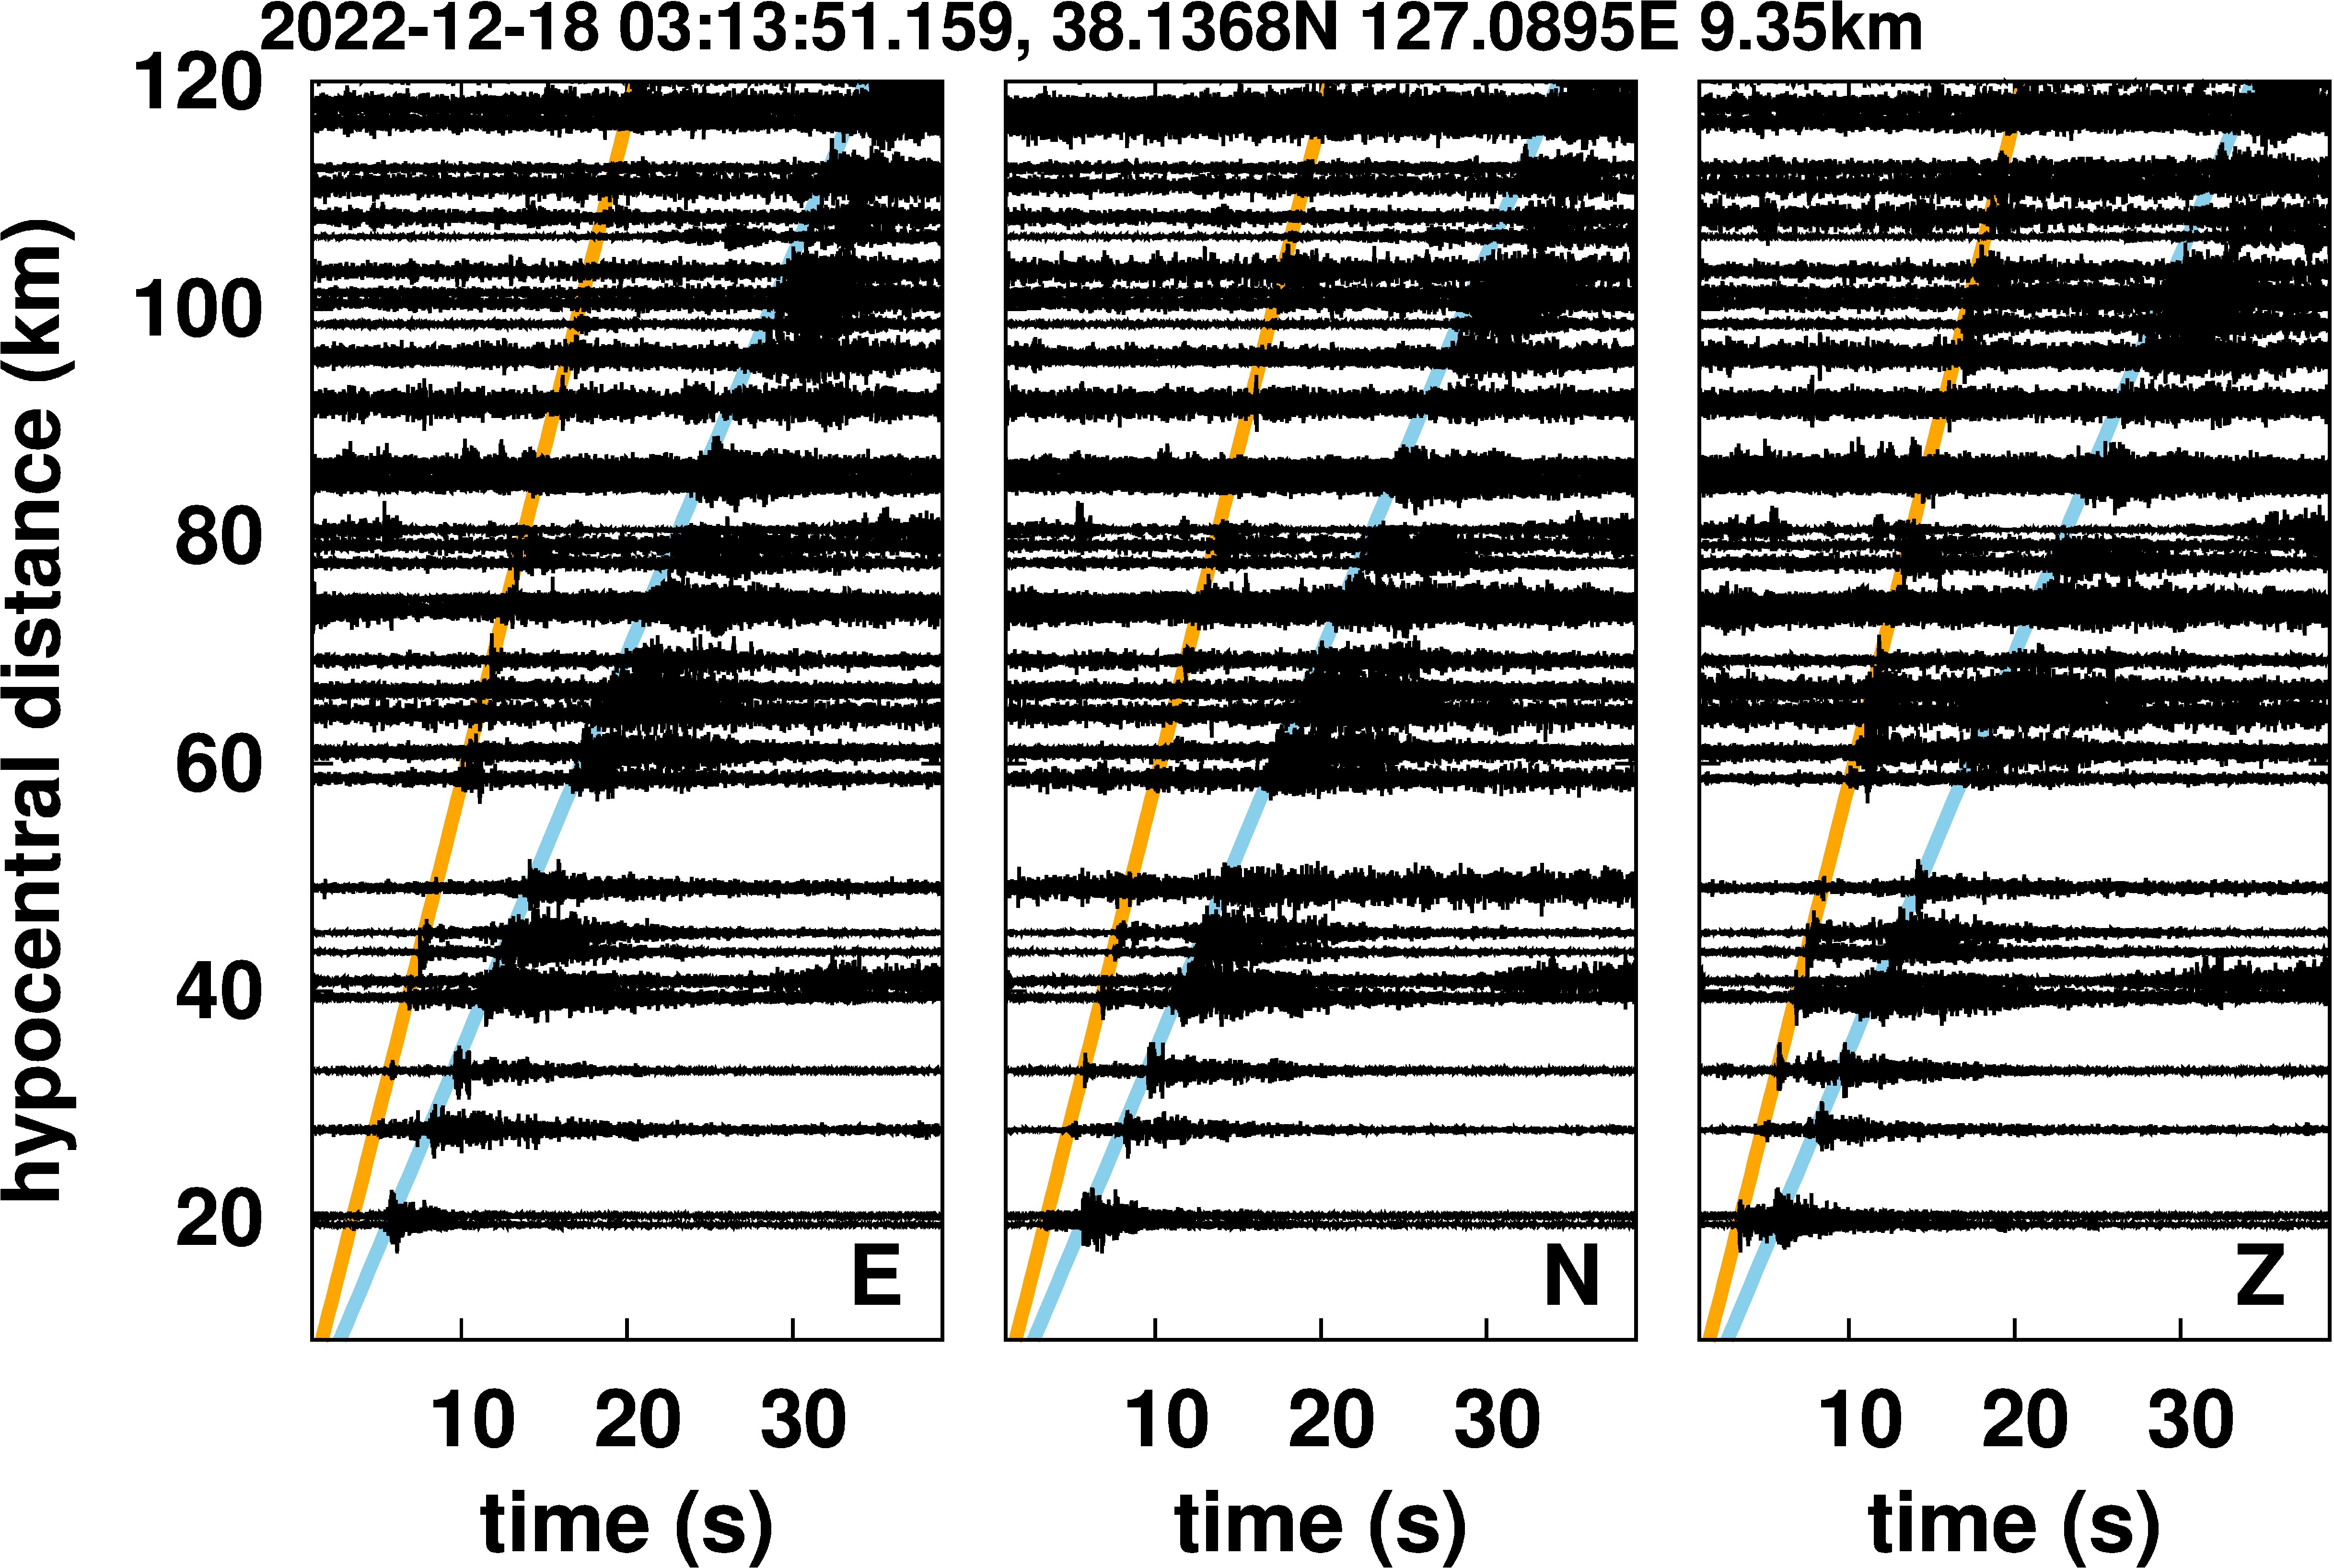 2022-12-18 03:13:51.159, 38.1368N 127.0895E 9.35km
hypocentral distance (km)
120
100
80
60
40
20
E
N
Z
10 20 30
10 20 30
10 20 30
time (s)
time (s)
time (s)